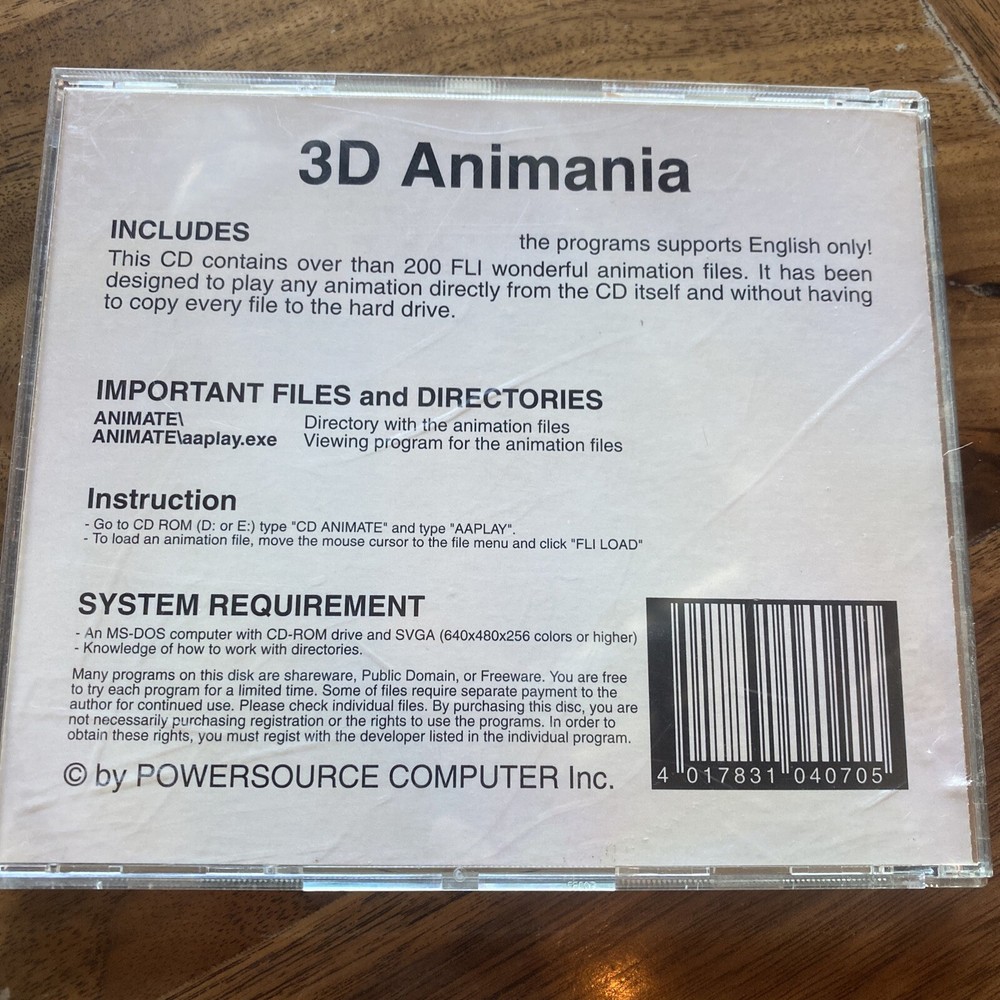 3D Animania
INCLUDES
the programs supports English only!
This CD contains over than 200 FLI wonderful animation files. It has been
designed to play any animation directly from the CD itself and without having
to copy every file to the hard drive.
IMPORTANT FILES and DIRECTORIES
ANIMATE\ Directory with the animation files
ANIMATE\aaplay.exe Viewing program for the animation files
Instruction
- Go to CD ROM (D: or E:) type "CD ANIMATE" and type "AAPLAY".
- To load an animation file, move the mouse cursor to the file menu and click "FLI LOAD"
SYSTEM REQUIREMENT
- An MS-DOS computer with CD-ROM drive and SVGA (640x480x256 colors or higher)
- Knowledge of how to work with directories.
Many programs on this disk are shareware, Public Domain, or Freeware. You are free
to try each program for a limited time. Some of files require separate payment to the
author for continued use. Please check individual files. By purchasing this disc, you are
not necessarily purchasing registration or the rights to use the programs. In order to
obtain these rights, you must regist with the developer listed in the individual program.
© by POWERSOURCE COMPUTER Inc.
4 017831 040705